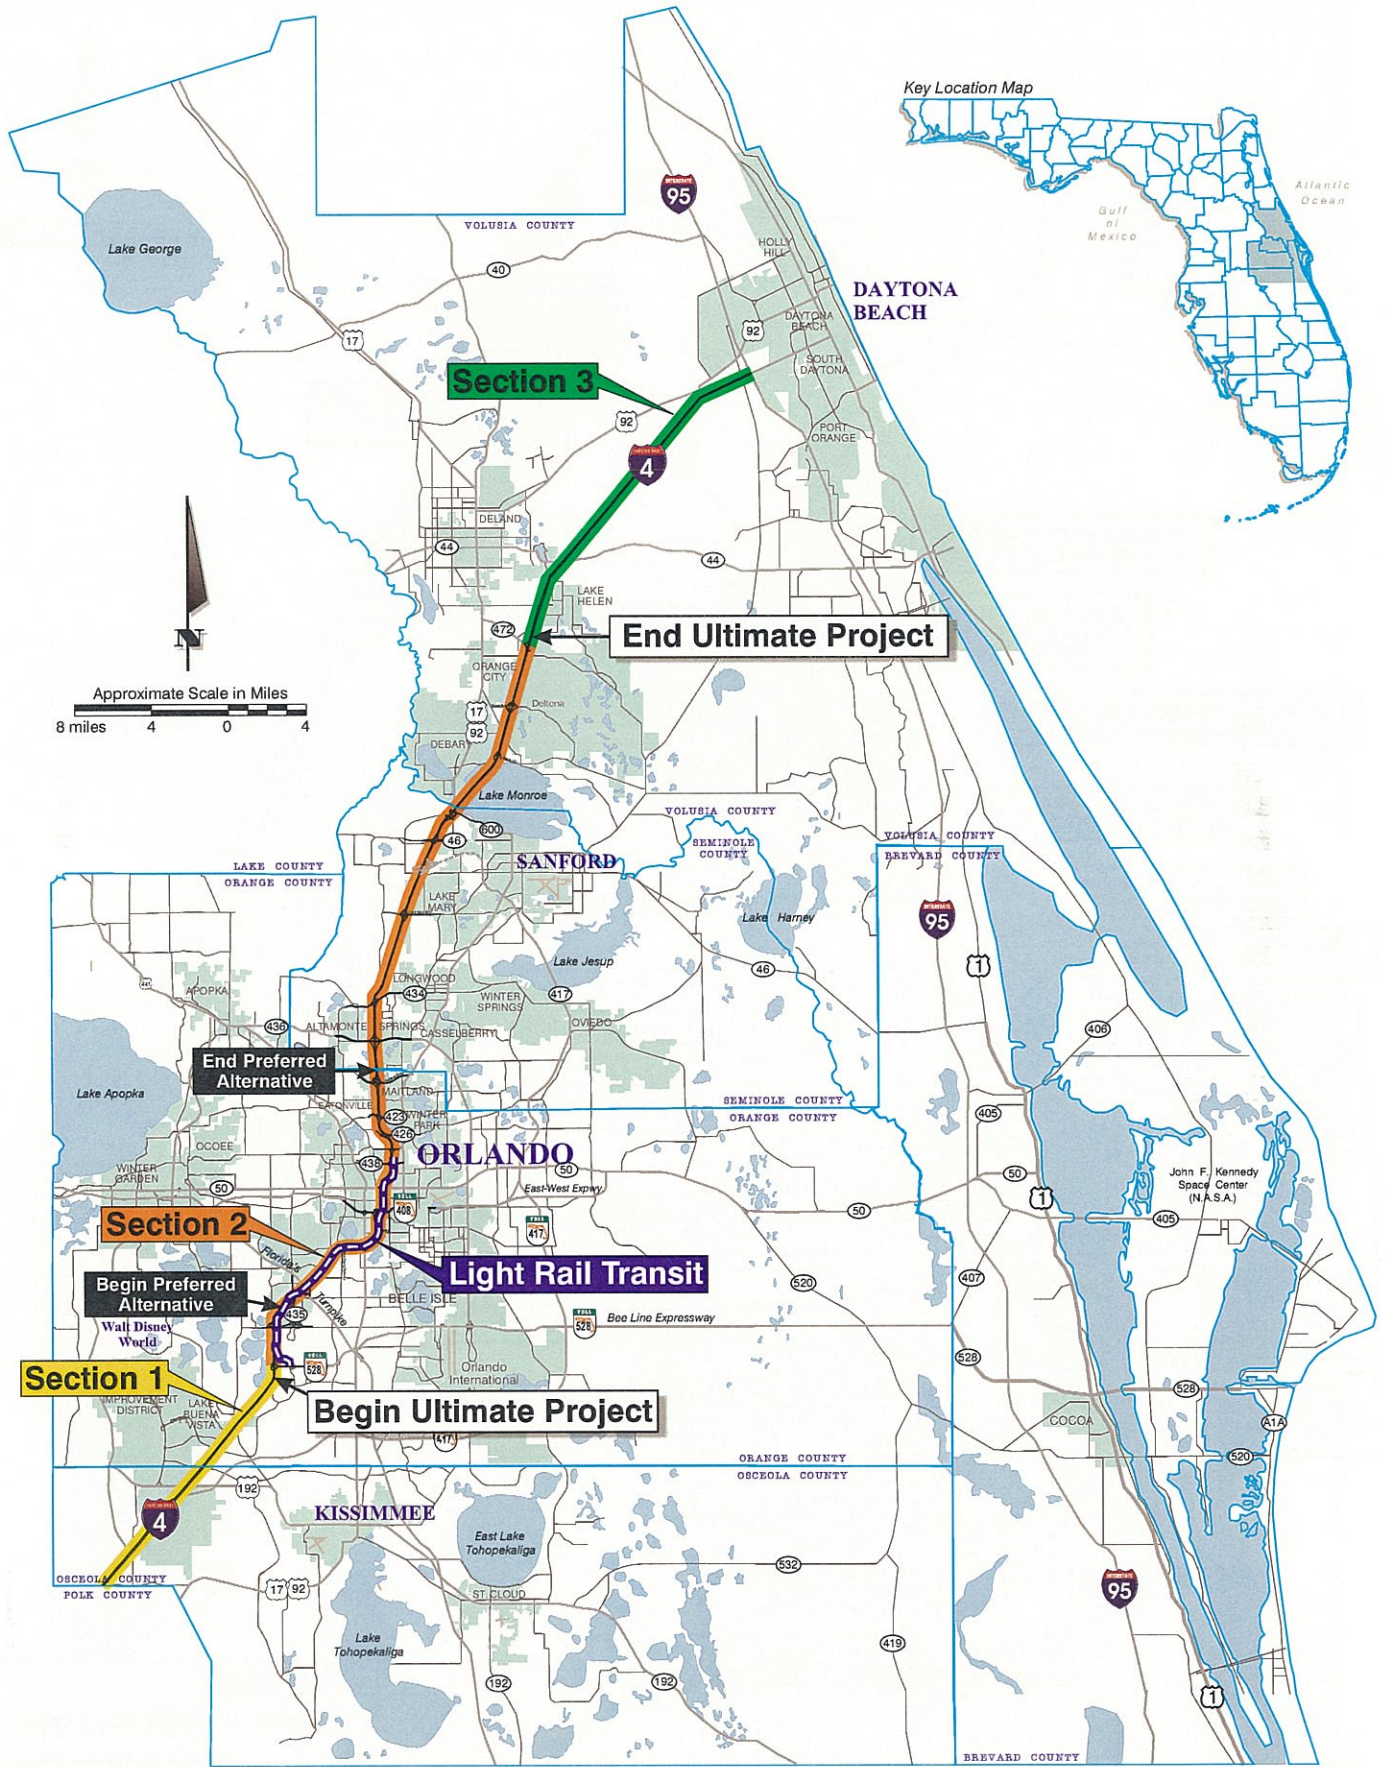 Key Location Map
Atlantic
Ocean
Gulf
of
Mexico
INTERSTATE
95
VOLUSIA COUNTY
Lake George
HOLLY
HILL
40
DAYTONA
BEACH
17
92
DAYTONA
BEACH
SOUTH
DAYTONA
Section 3
92
PORT
ORANGE
4
DELAND
44
44
LAKE
HELEN
472
End Ultimate Project
N
ORANGE
CITY
Approximate Scale in Miles
8 miles 4 0 4
Deltona
17
92
DEBARY
Lake Monroe
VOLUSIA COUNTY
600
46
SEMINOLE
COUNTY
VOLUSIA COUNTY
BREVARD COUNTY
SANFORD
LAKE COUNTY
ORANGE COUNTY
LAKE
MARY
Lake Harney
INTERSTATE
95
Lake Jesup
46
1
LONGWOOD
441
APOPKA
434
WINTER
SPRINGS
417
436
ALTAMONTE SPRINGS
CASSELBERRY
OVIEDO
406
End Preferred
Alternative
Lake Apopka
MAITLAND
EATONVILLE
SEMINOLE COUNTY
ORANGE COUNTY
423
WINTER
PARK
405
426
OCOEE
ORLANDO
438
WINTER
GARDEN
50
50
John F. Kennedy
Space Center
(N.A.S.A.)
50
East-West Expwy
1
TOLL
408
50
405
Section 2
TOLL
417
Florida's
Turnpike
Light Rail Transit
407
520
Begin Preferred
Alternative
BELLE ISLE
435
TOLL
528
Bee Line Expressway
Walt Disney
World
528
TOLL
528
Section 1
Orlando
International
528
IMPROVEMENT
DISTRICT
LAKE
BUENA
VISTA
Begin Ultimate Project
COCOA
A1A
417
520
ORANGE COUNTY
OSCEOLA COUNTY
192
KISSIMMEE
4
East Lake
Tohopekaliga
532
OSCEOLA COUNTY
POLK COUNTY
17 92
ST CLOUD
INTERSTATE
95
Lake
Tohopekaliga
419
192
192
1
BREVARD COUNTY